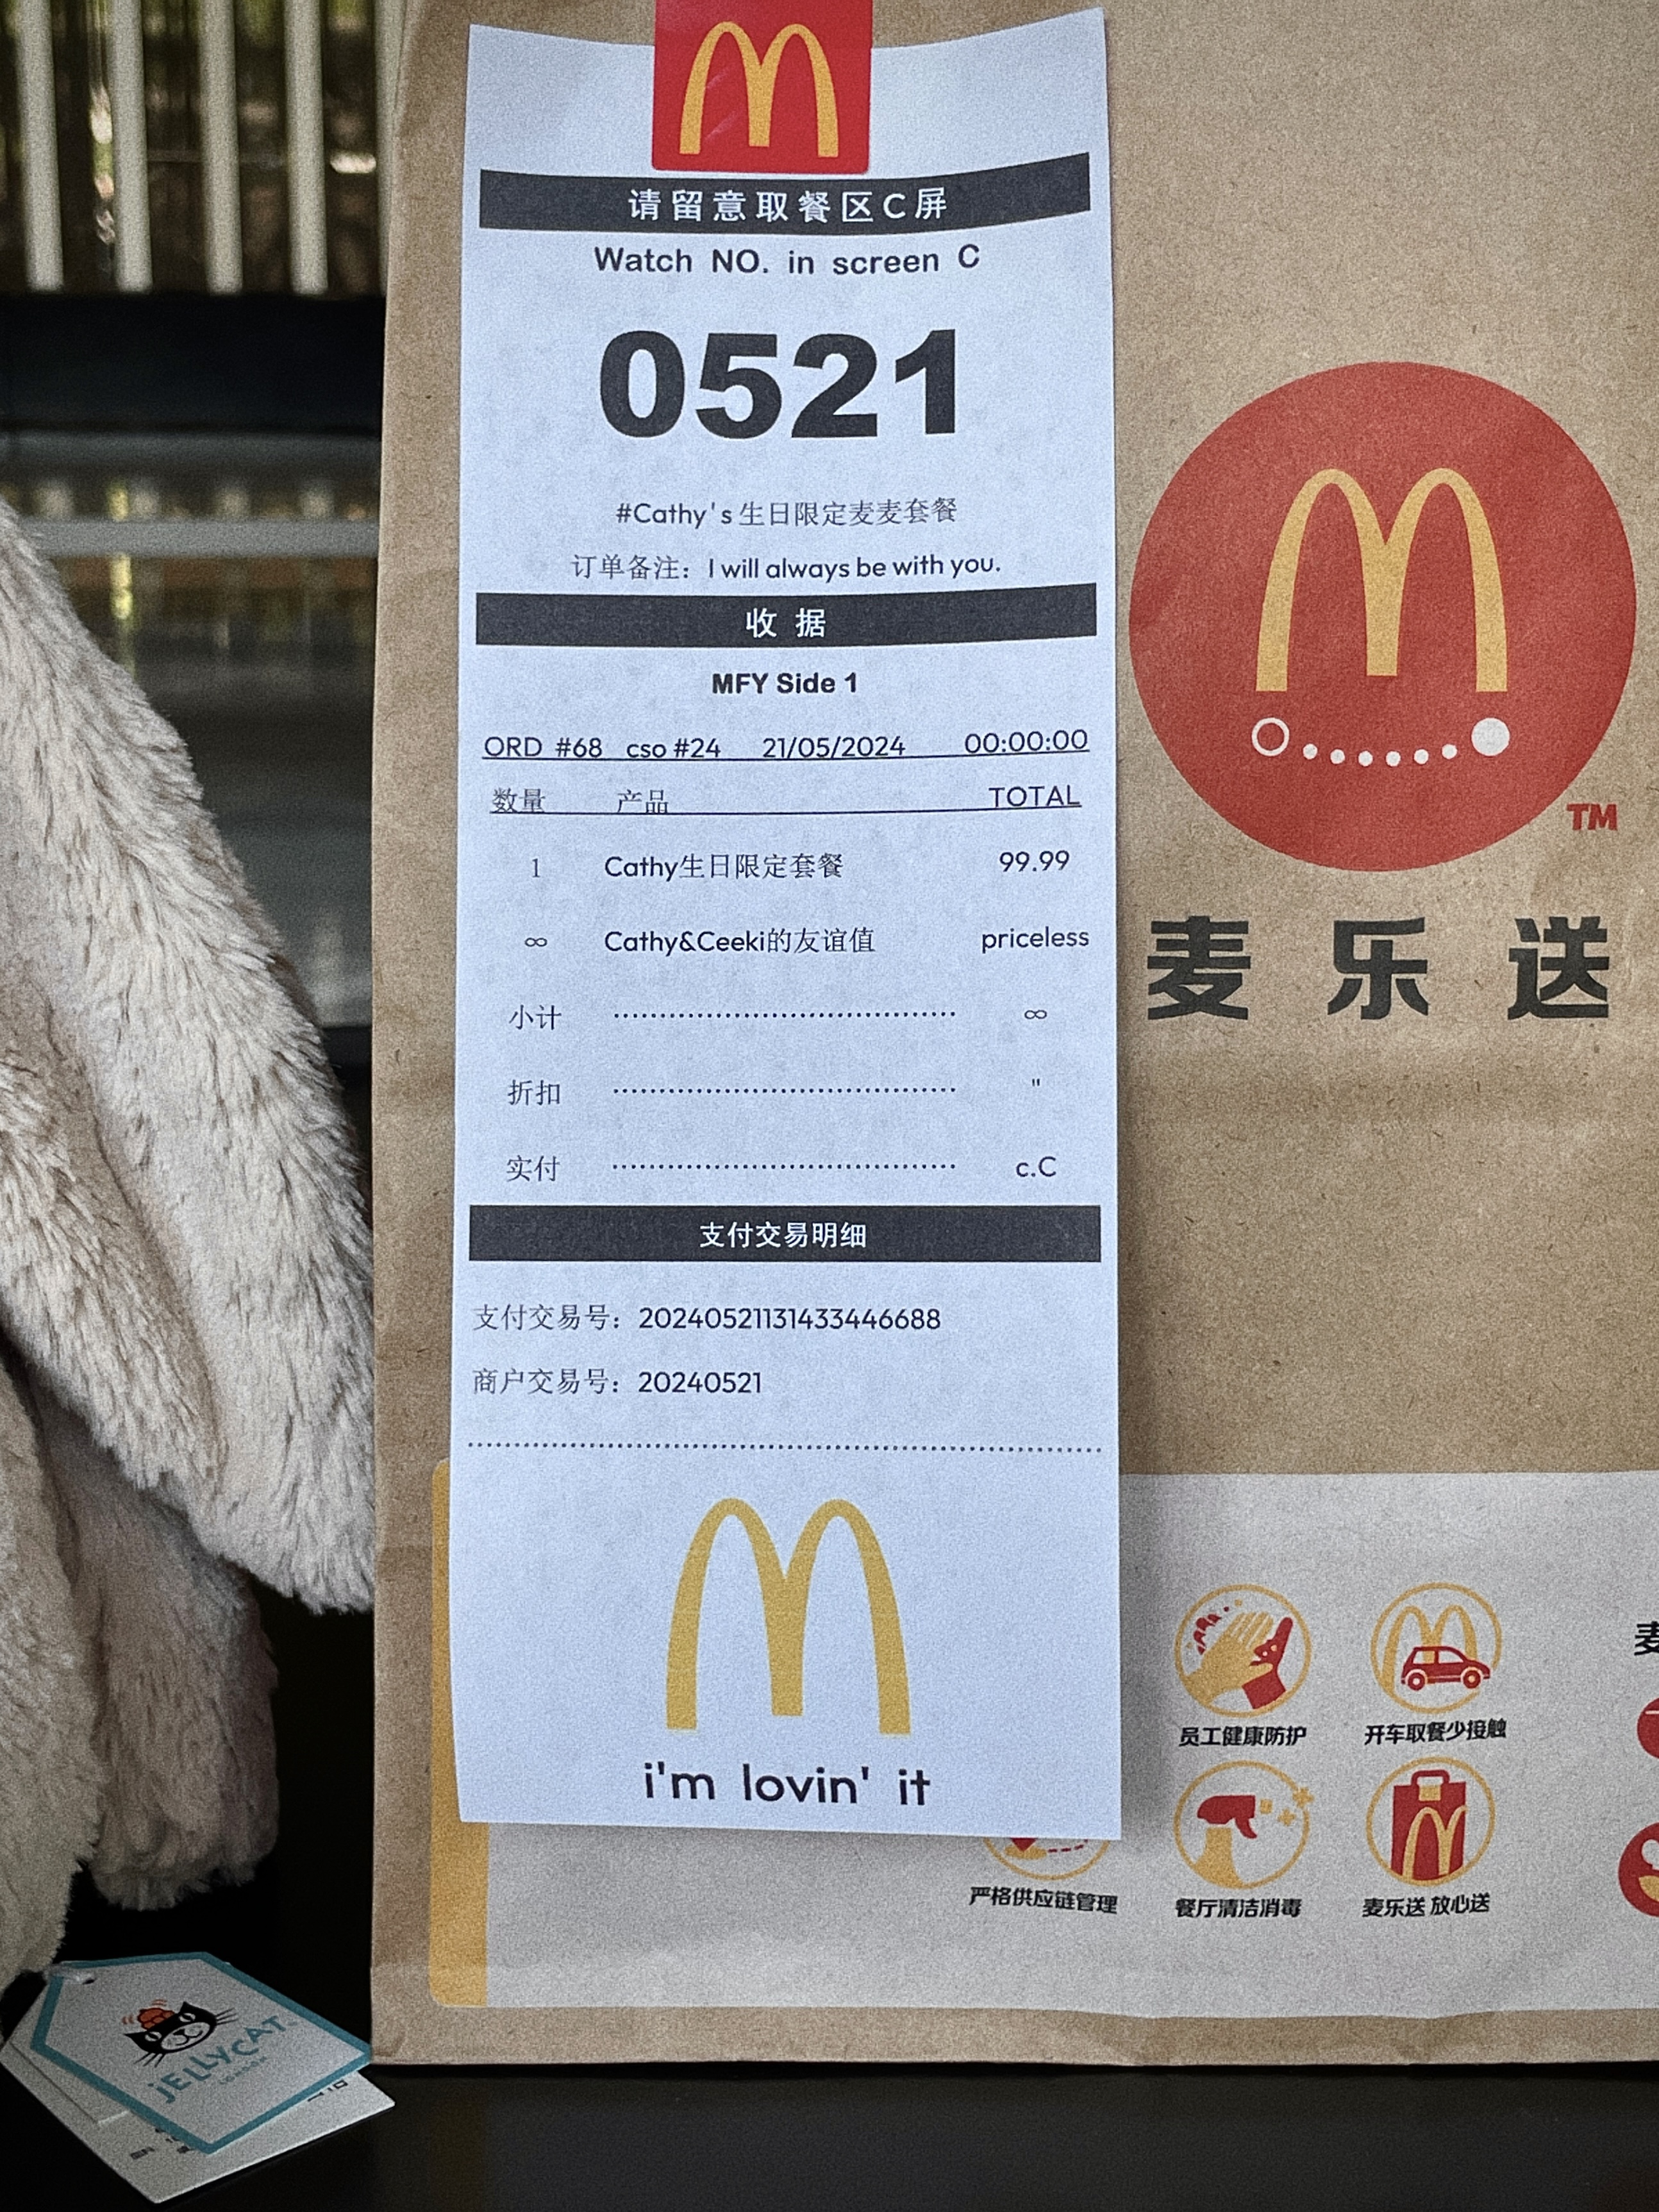 请留意取餐区C屏
Watch NO. in screen C
0521
#Cathy's生日限定麦麦套餐
订单备注：I will always be with you.
收据
MFY Side 1
ORD #68 cso #24 21/05/2024 00:00:00
数量 产品 TOTAL
1 Cathy生日限定套餐 99.99
∞ Cathy&Ceeki的友谊值 priceless
小计 ∞
折扣 "
实付 c.C
支付交易明细
支付交易号：20240521131433446688
商户交易号：20240521
i'm lovin' it
TM
麦乐送
员工健康防护
开车取餐少接触
严格供应链管理
餐厅清洁消毒
麦乐送 放心送
麦
JELLYCAT
LONDON